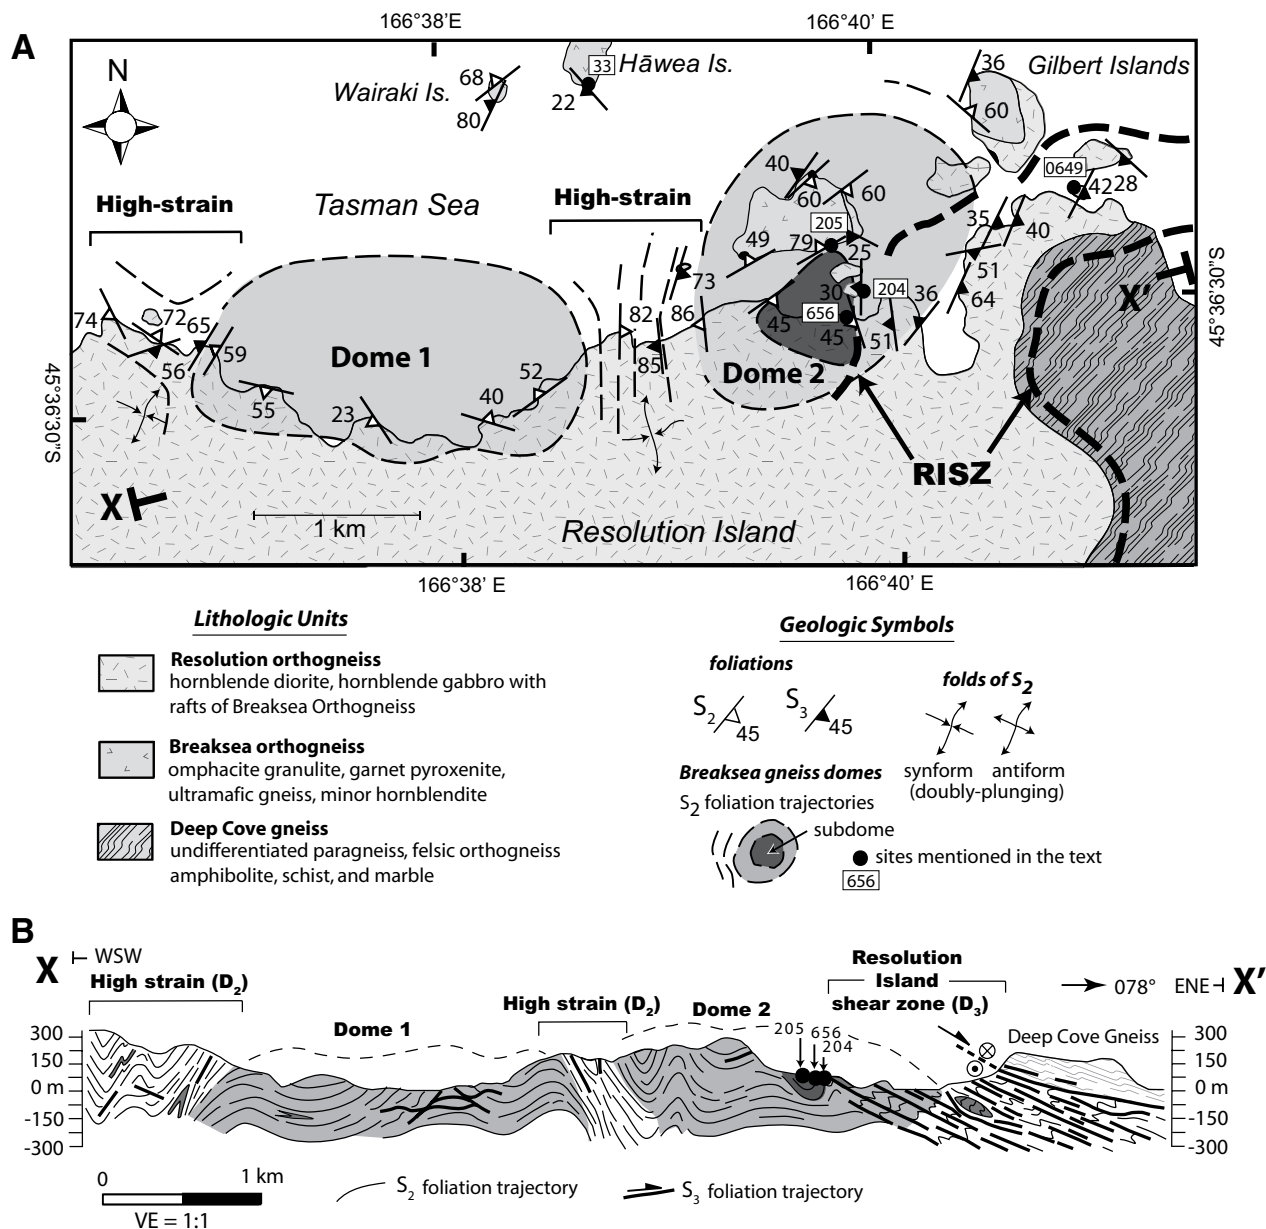 A
166°38'E
166°40' E
N
Wairaki Is.
68
80
33
Hāwea Is.
22
36
Gilbert Islands
60
High-strain
Tasman Sea
High-strain
40
60
60
0649
42
28
205
49
79
25
35
40
73
51
X'
30
204
36
64
74
72
65
59
56
82
86
85
656
45
45
51
Dome 1
Dome 2
55
23
40
52
RISZ
X
1 km
Resolution Island
45°36'30"S
45°36'30"S
166°38' E
166°40' E
Lithologic Units
Resolution orthogneiss
hornblende diorite, hornblende gabbro with
rafts of Breaksea Orthogneiss
Breaksea orthogneiss
omphacite granulite, garnet pyroxenite,
ultramafic gneiss, minor hornblendite
Deep Cove gneiss
undifferentiated paragneiss, felsic orthogneiss
amphibolite, schist, and marble
Geologic Symbols
foliations
S2
45
S3
45
folds of S2
synform antiform
(doubly-plunging)
Breaksea gneiss domes
S2 foliation trajectories
subdome
sites mentioned in the text
656
B
X
WSW
High strain (D2)
Dome 1
High strain (D2)
Dome 2
Resolution
Island
shear zone (D3)
078°
ENE
X'
205
656
204
Deep Cove Gneiss
300
150
0 m
-150
-300
300
150
0 m
-150
-300
0
1 km
VE = 1:1
S2 foliation trajectory
S3 foliation trajectory